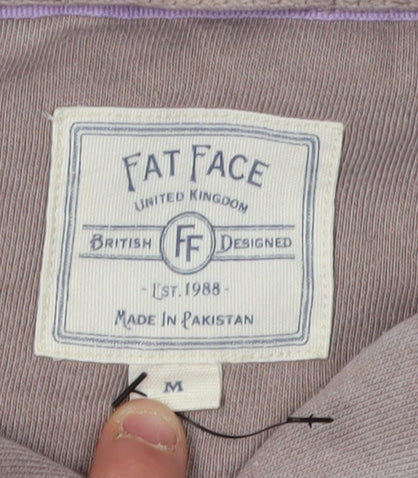 FAT FACE
UNITED KINGDOM
BRITISH FF DESIGNED
- EST. 1988 -
MADE IN PAKISTAN
M